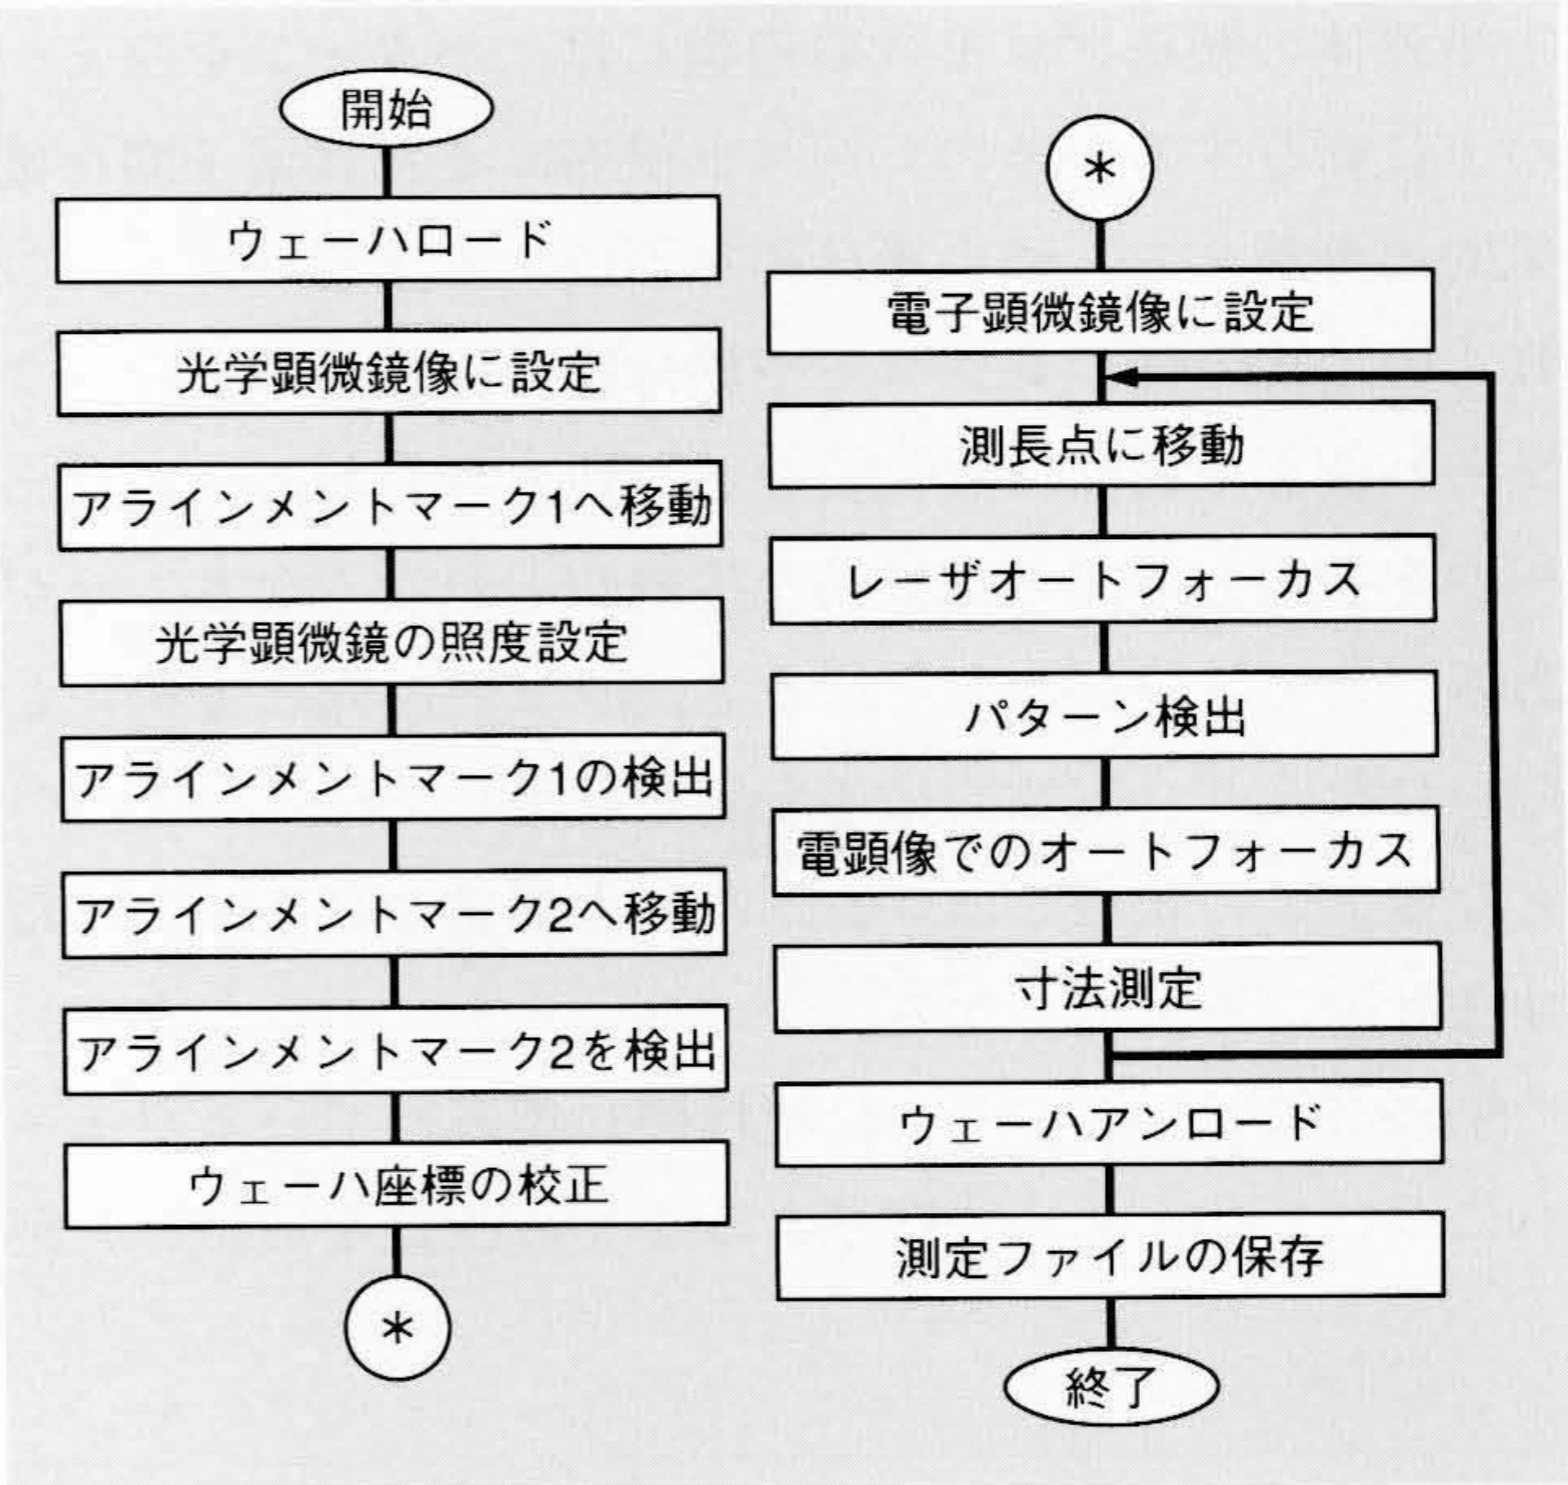 開始
ウェーハロード
光学顕微鏡像に設定
アラインメントマーク1へ移動
光学顕微鏡の照度設定
アラインメントマーク1の検出
アラインメントマーク2へ移動
アラインメントマーク2を検出
ウェーハ座標の校正
*
*
電子顕微鏡像に設定
測長点に移動
レーザオートフォーカス
パターン検出
電顕像でのオートフォーカス
寸法測定
ウェーハアンロード
測定ファイルの保存
終了